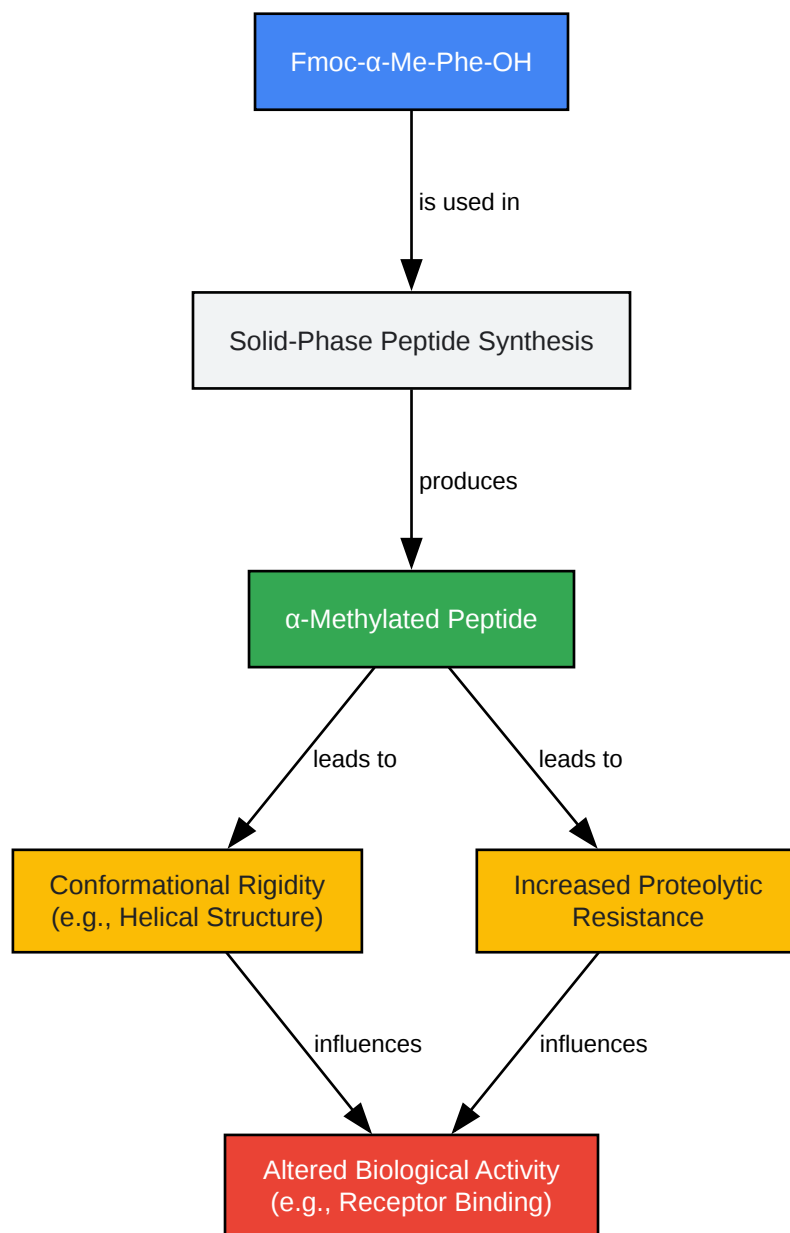 Fmoc-α-Me-Phe-OH
is used in
Solid-Phase Peptide Synthesis
produces
α-Methylated Peptide
leads to
leads to
Conformational Rigidity
(e.g., Helical Structure)
Increased Proteolytic
Resistance
influences
influences
Altered Biological Activity
(e.g., Receptor Binding)